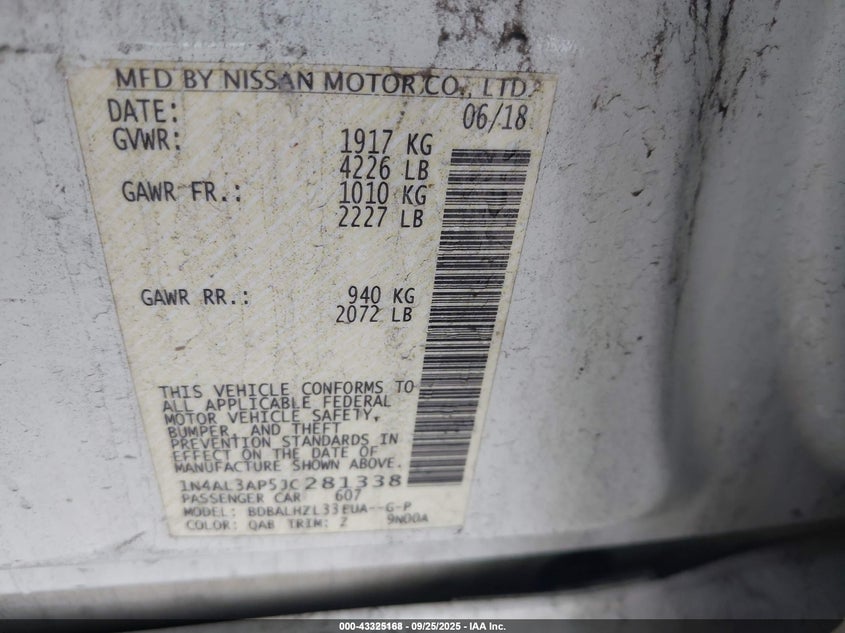 MFD BY NISSAN MOTOR CO., LTD.
DATE: 06/18
GVWR: 1917 KG
4226 LB
GAWR FR.: 1010 KG
2227 LB
GAWR RR.: 940 KG
2072 LB
THIS VEHICLE CONFORMS TO
ALL APPLICABLE FEDERAL
MOTOR VEHICLE SAFETY,
BUMPER, AND THEFT
PREVENTION STANDARDS IN
EFFECT ON THE DATE OF
MANUFACTURE SHOWN ABOVE.
1N4AL3AP5JC281338
PASSENGER CAR 607
MODEL: BDBALHZL33EUA--G-P
COLOR: QAB TRIM: Z 9N00A
000-43325168 - 09/25/2025 - IAA Inc.